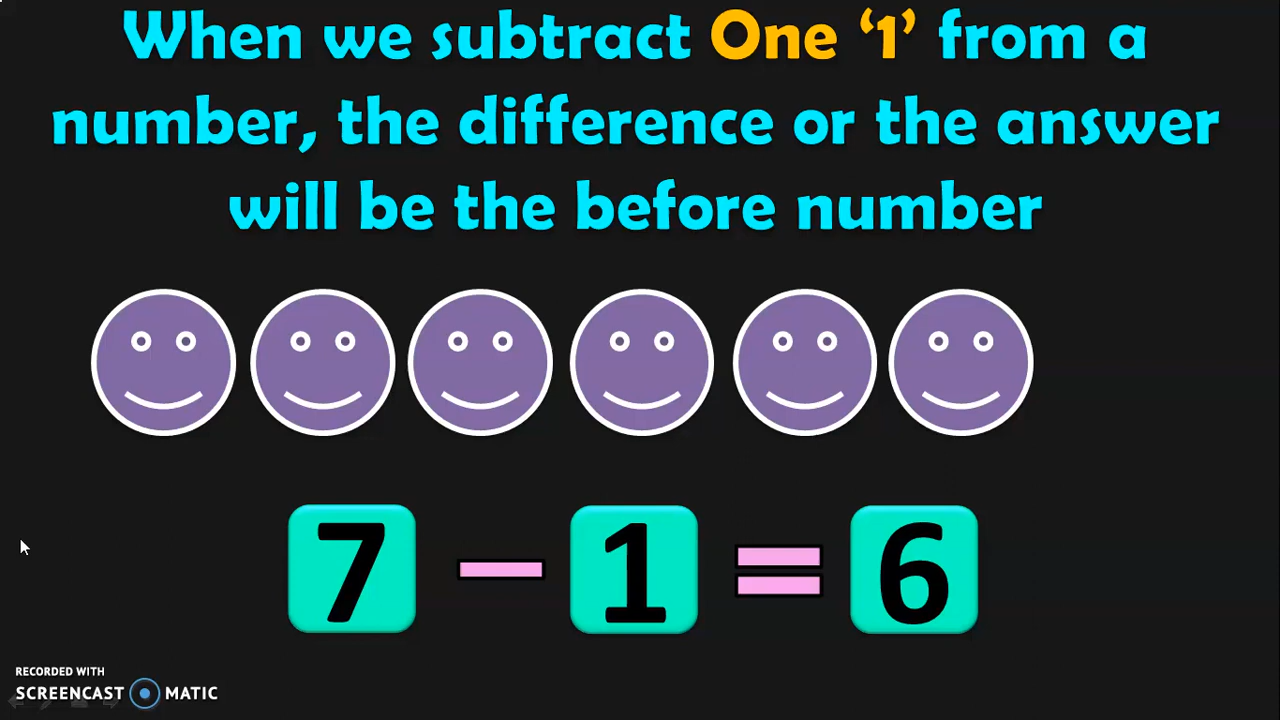 When we subtract One ‘1’ from a
number, the difference or the answer
will be the before number
7 – 1 = 6
RECORDED WITH
SCREENCAST MATIC